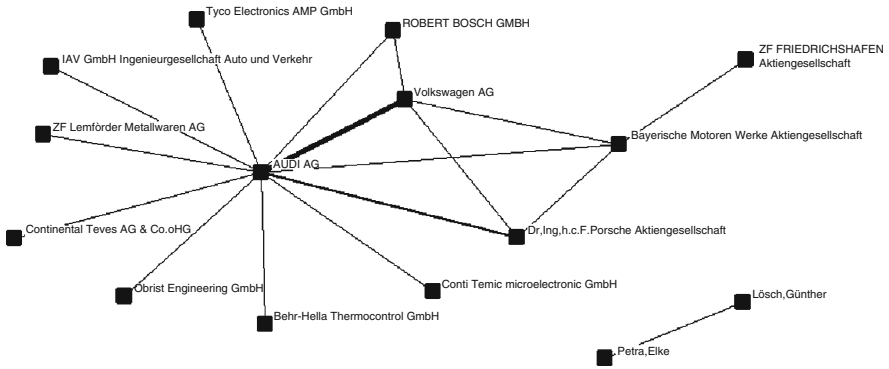 Tyco Electronics AMP GmbH
ROBERT BOSCH GMBH
IAV GmbH Ingenieurgesellchaft Auto und Verkehr
ZF FRIEDRICHSHAFEN
Aktiengesellschaft
Volkswagen AG
ZF Lemförder Metallwaren AG
Bayerische Motoren Werke Aktiengesellschaft
AUDI AG
Continental Teves AG & Co.oHG
Dr,Ing,h.c.F.Porsche Aktiengesellschaft
Obrist Engineering GmbH
Conti Temic microelectronic GmbH
Lösch,Günther
Behr-Hella Thermocontrol GmbH
Petra,Elke